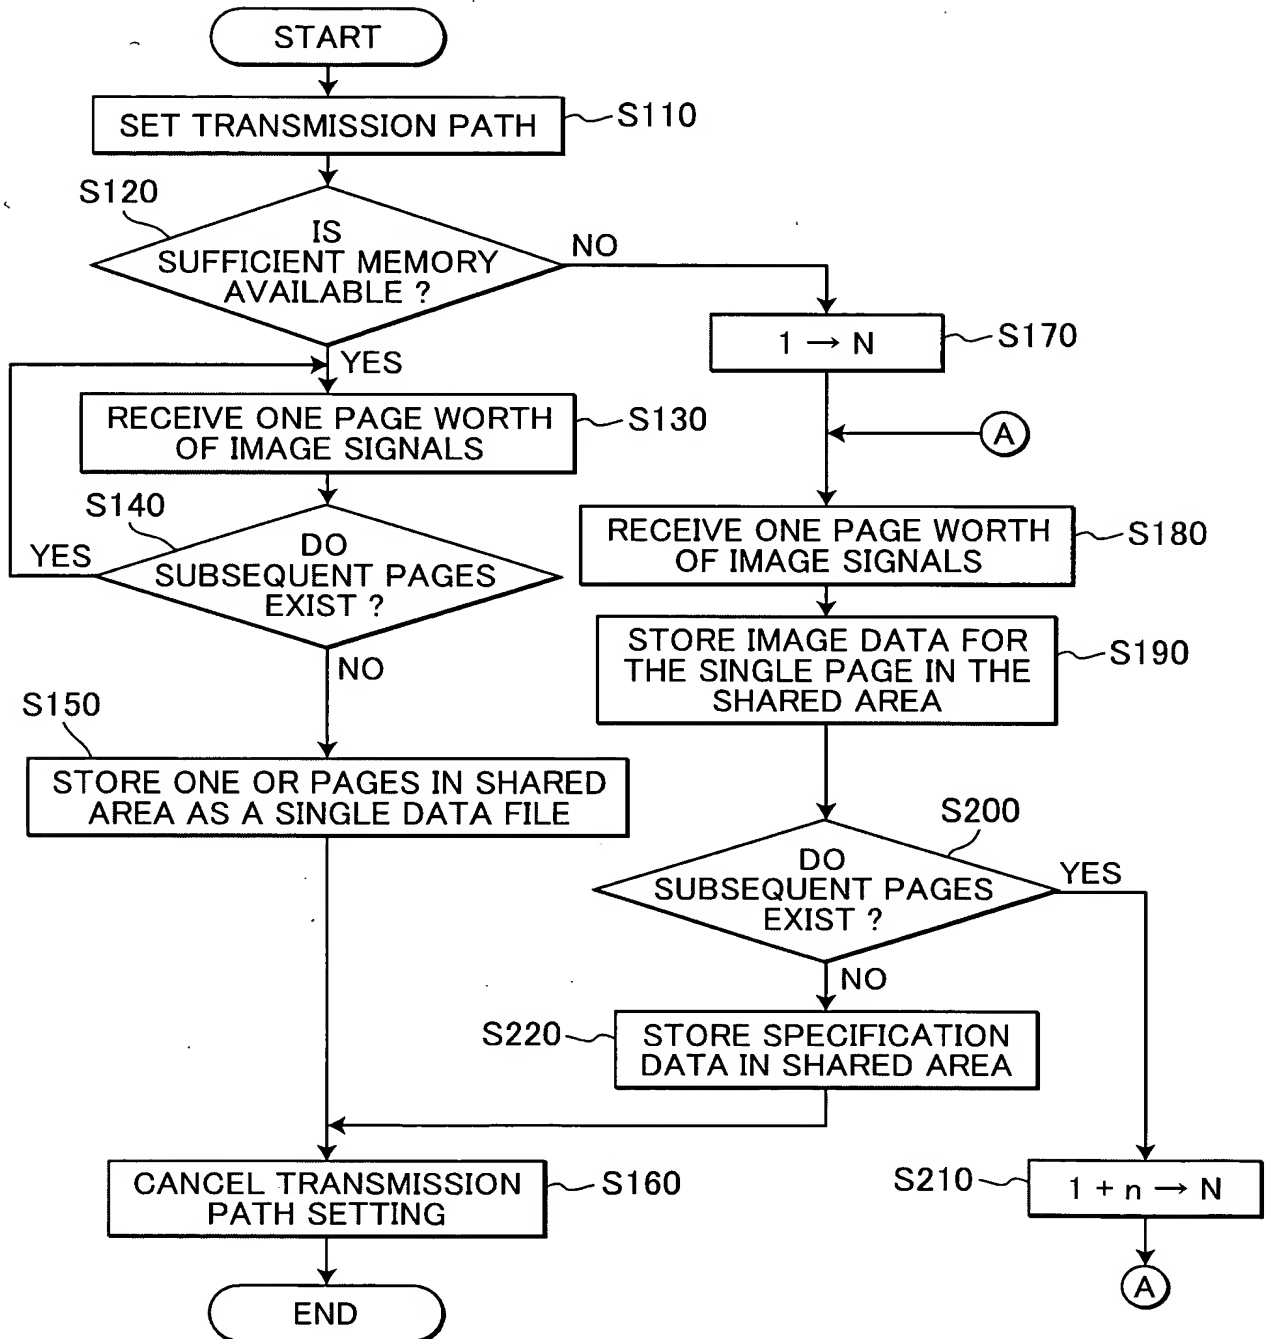 START
SET TRANSMISSION PATH
S110
S120
IS
SUFFICIENT MEMORY
AVAILABLE ?
NO
YES
1 → N
S170
A
RECEIVE ONE PAGE WORTH
OF IMAGE SIGNALS
S130
S140
DO
SUBSEQUENT PAGES
EXIST ?
YES
NO
RECEIVE ONE PAGE WORTH
OF IMAGE SIGNALS
S180
STORE IMAGE DATA FOR
THE SINGLE PAGE IN THE
SHARED AREA
S190
S150
STORE ONE OR PAGES IN SHARED
AREA AS A SINGLE DATA FILE
S200
DO
SUBSEQUENT PAGES
EXIST ?
YES
NO
S220
STORE SPECIFICATION
DATA IN SHARED AREA
CANCEL TRANSMISSION
PATH SETTING
S160
S210
1 + n → N
A
END